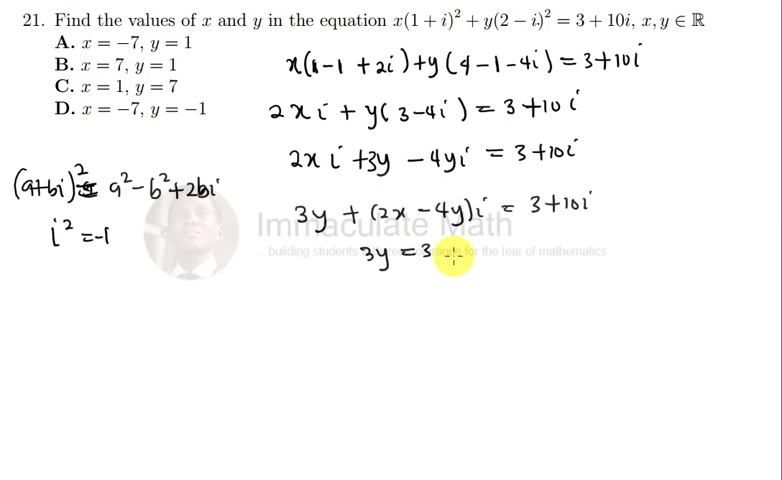 21. Find the values of x and y in the equation x(1 + i)² + y(2 − i)² = 3 + 10i, x, y ∈ ℝ
A. x = −7, y = 1
B. x = 7, y = 1
C. x = 1, y = 7
D. x = −7, y = −1
x(1-1 + 2i) + y(4-1-4i) = 3+10i
2xi + y(3-4i) = 3+10i
2xi + 3y - 4yi = 3+10i
(a+bi)² = a² - b² + 2bi
i² = -1
3y + (2x - 4y)i = 3+10i
Immaculate Math
.. building students
for the fear of mathematics
3y = 3